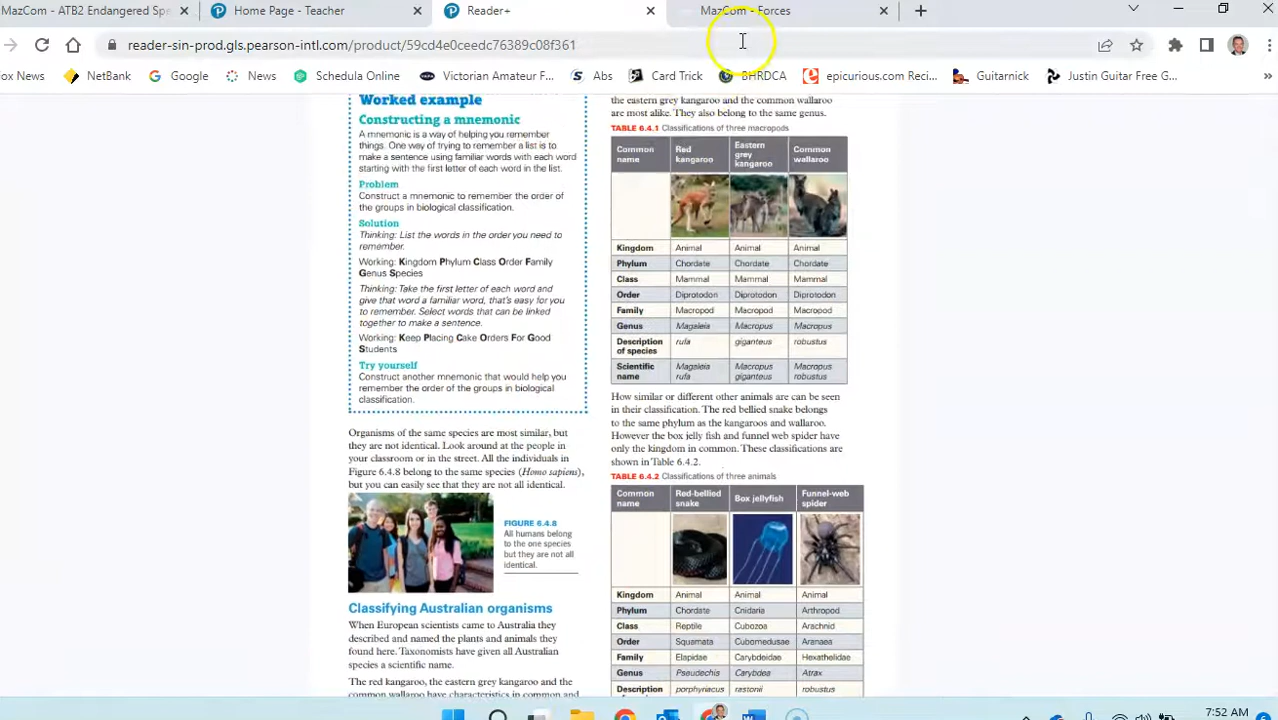 MazCom - ATB2 Endangered Spe
Home Page - Teacher
Reader+
MazCom - Forces
reader-sin-prod.gls.pearson-intl.com/product/59cd4e0ceedc76389c08f361
ox Now
NetBank
Google
News
Schedula Online
Victorian Amateur F...
Abs
Card Trick
BHRDCA
epicurious.com Reci...
Guitarnick
Justin Guitar Free G...
Worked example
Constructing a mnemonic
A mnemonic is a way of helping you remember
things. One way of trying to remember a list is to
make a sentence using familiar words with each word
starting with the first letter of each word in the list.
Problem
Construct a mnemonic to remember the order of
the groups in biological classification.
Solution
Thinking: List the words in the order you need to
remember.
Working: Kingdom Phylum Class Order Family
Genus Species
Thinking: Take the first letter of each word and
give that word a familiar word, that's easy for you
to remember. Select words that can be linked
together to make a sentence.
Working: Keep Placing Cake Orders For Good
Students
Try yourself
Construct another mnemonic that would help you
remember the order of the groups in biological
classification.
Organisms of the same species are most similar, but
they are not identical. Look around at the people in
your classroom or in the street. All the individuals in
Figure 6.4.8 belong to the same species (Homo sapiens),
but you can easily see that they are not all identical.
FIGURE 6.4.8
All humans belong
to the one species
but they are not all
identical.
Classifying Australian organisms
When European scientists came to Australia they
described and named the plants and animals they
found here. Taxonomists have given all Australian
species a scientific name.
The red kangaroo, the eastern grey kangaroo and the
common wallaroo have characteristics in common and
the eastern grey kangaroo and the common wallaroo
are most alike. They also belong to the same genus.
TABLE 6.4.1 Classifications of three macropods
Common name Red kangaroo Eastern grey kangaroo Common wallaroo
Kingdom Animal Animal Animal
Phylum Chordate Chordate Chordate
Class Mammal Mammal Mammal
Order Diprotodon Diprotodon Diprotodon
Family Macropod Macropod Macropod
Genus Magaleia Macropus Macropus
Description of species rufa giganteus robustus
Scientific name Magaleia rufa Macropus giganteus Macropus robustus
How similar or different other animals are can be seen
in their classification. The red bellied snake belongs
to the same phylum as the kangaroos and wallaroo.
However the box jelly fish and funnel web spider have
only the kingdom in common. These classifications are
shown in Table 6.4.2.
TABLE 6.4.2 Classifications of three animals
Common name Red-bellied snake Box jellyfish Funnel-web spider
Kingdom Animal Animal Animal
Phylum Chordate Cnidaria Arthropod
Class Reptile Cubozoa Arachnid
Order Squamata Cubomedusae Aranaea
Family Elapidae Carybdeidae Hexathelidae
Genus Pseudechis Carybdea Atrax
Description porphyriacus rastonii robustus
7:52 AM